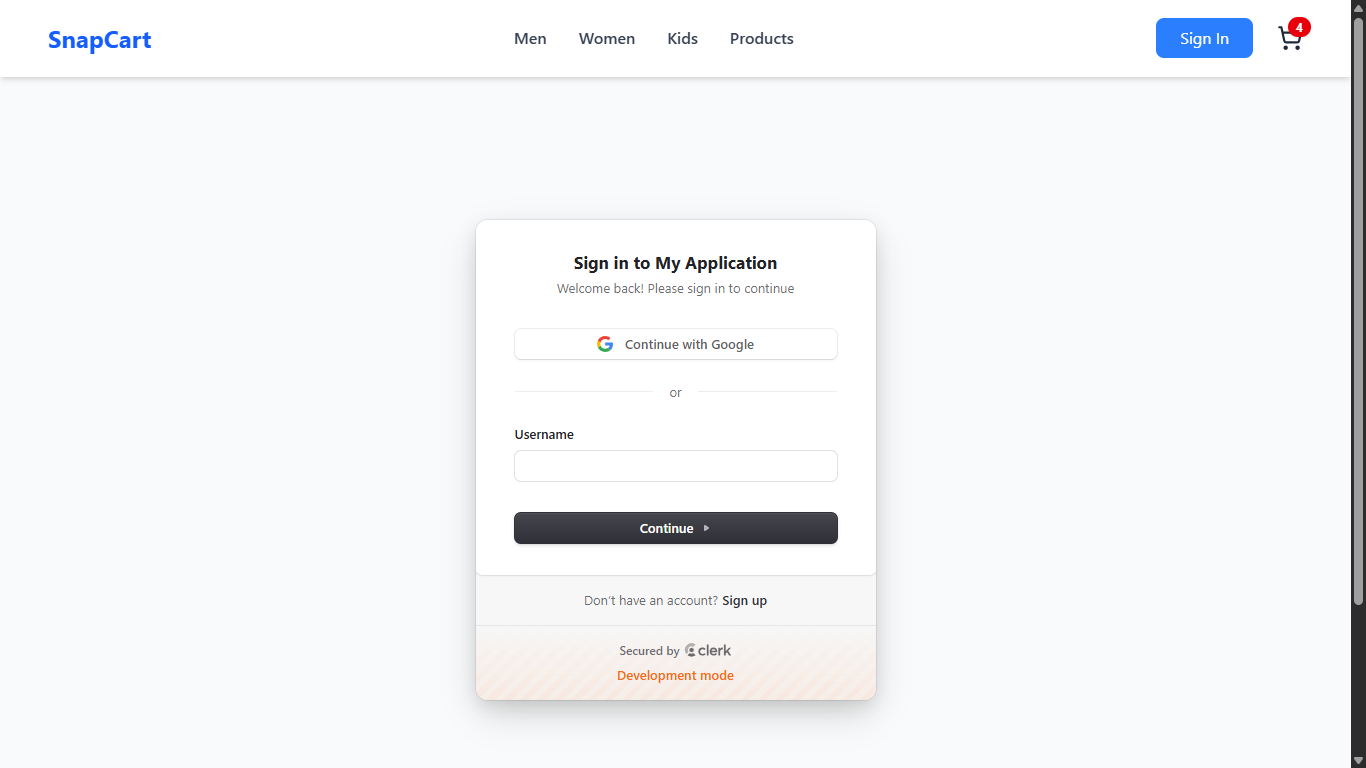 SnapCart
Men Women Kids Products
Sign In
4
Sign in to My Application
Welcome back! Please sign in to continue
Continue with Google
or
Username
Continue
Don't have an account? Sign up
Secured by clerk
Development mode